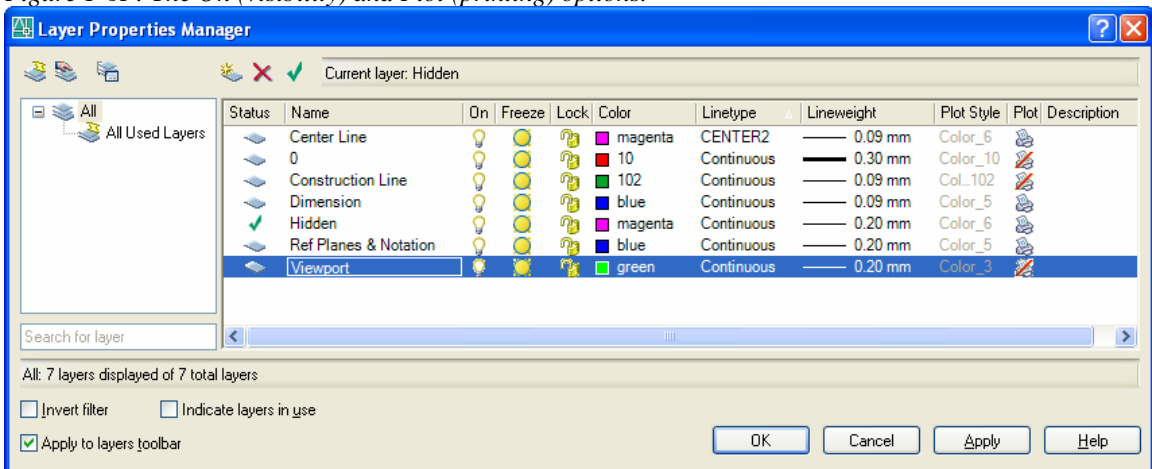 Layer Properties Manager
Current layer: Hidden
All
All Used Layers
Status Name On Freeze Lock Color Linetype Lineweight Plot Style Plot Description
Center Line magenta CENTER2 0.09 mm Color_6
0 10 Continuous 0.30 mm Color_10
Construction Line 102 Continuous 0.09 mm Col...102
Dimension blue Continuous 0.09 mm Color_5
Hidden magenta Continuous 0.20 mm Color_6
Ref Planes & Notation blue Continuous 0.20 mm Color_5
Viewport green Continuous 0.20 mm Color_3
Search for layer
All: 7 layers displayed of 7 total layers
Invert filter Indicate layers in use
Apply to layers toolbar
OK Cancel Apply Help